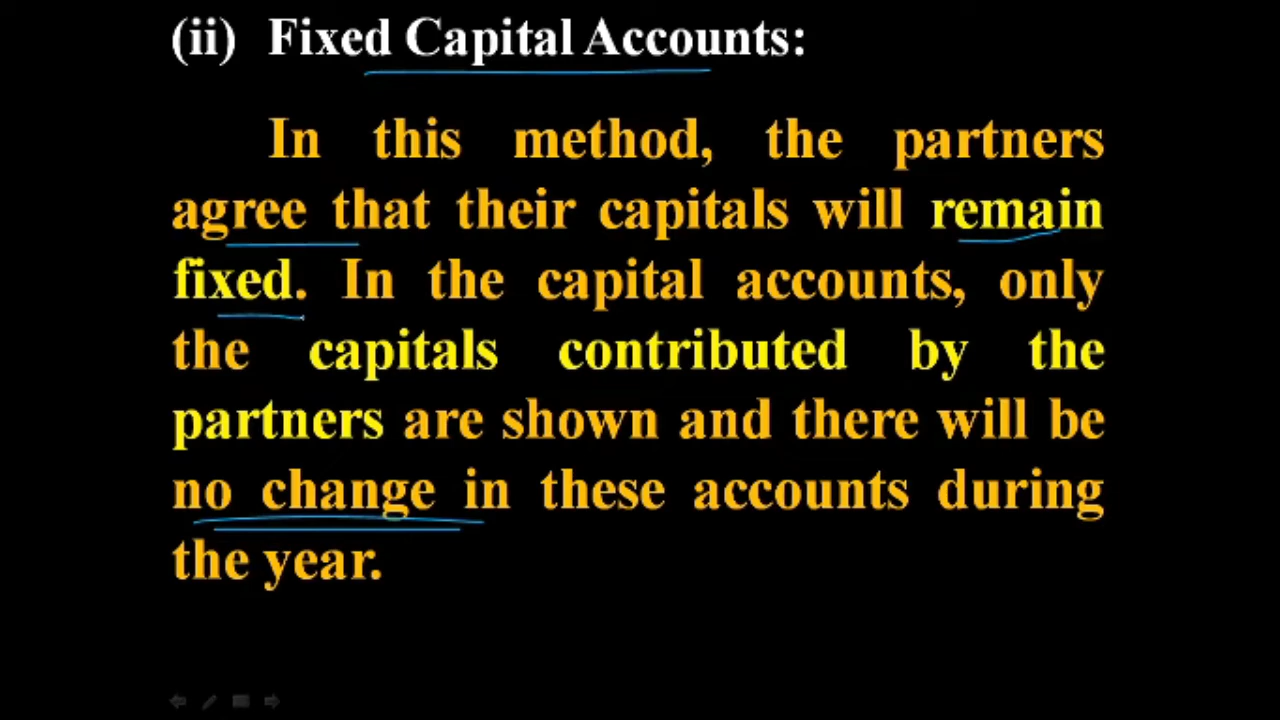 (ii) Fixed Capital Accounts:
In this method, the partners
agree that their capitals will remain
fixed. In the capital accounts, only
the capitals contributed by the
partners are shown and there will be
no change in these accounts during
the year.